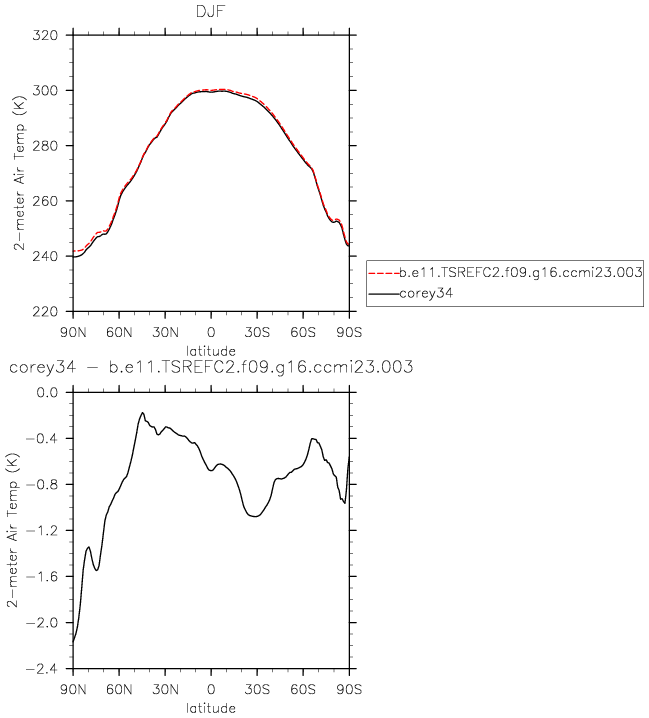 DJF
320
300
280
260
240
220
2-meter Air Temp (K)
90N 60N 30N 0 30S 60S 90S
latitude
b.e11.TSREFC2.f09.g16.ccmi23.003
corey34
corey34 - b.e11.TSREFC2.f09.g16.ccmi23.003
0.0
-0.4
-0.8
-1.2
-1.6
-2.0
-2.4
2-meter Air Temp (K)
90N 60N 30N 0 30S 60S 90S
latitude